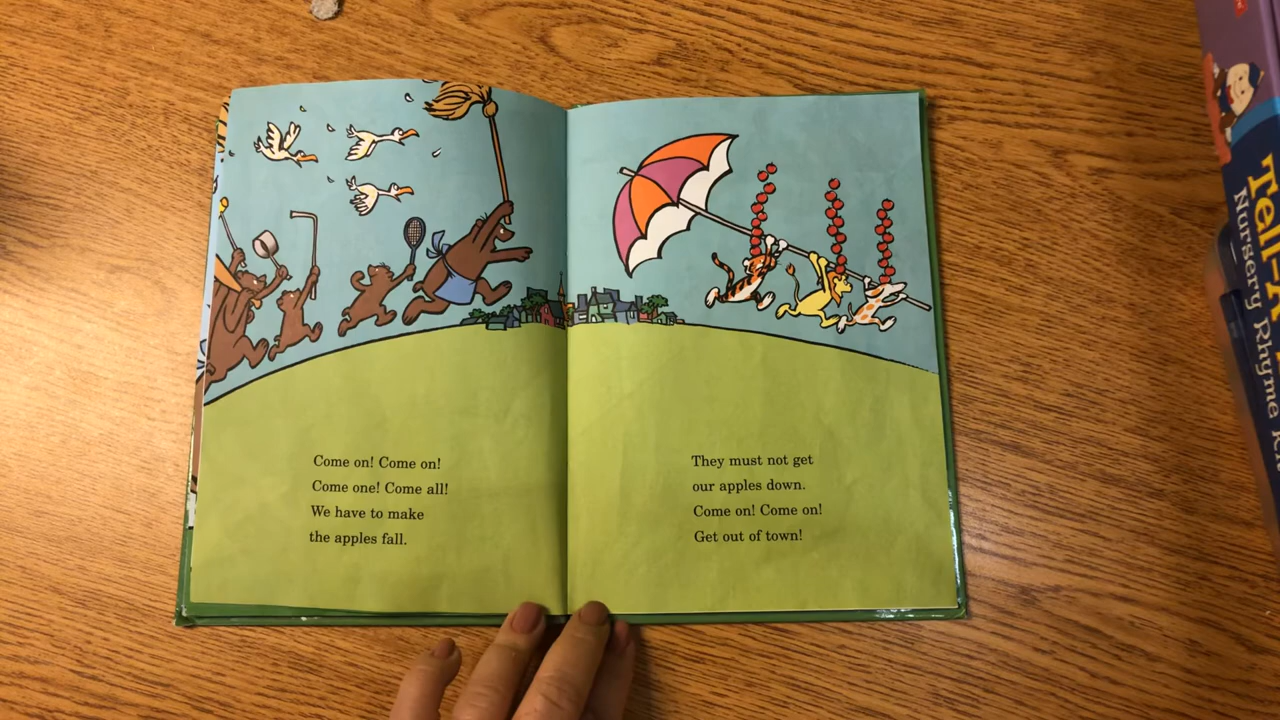 Come on! Come on!
Come one! Come all!
We have to make
the apples fall.
They must not get
our apples down.
Come on! Come on!
Get out of town!
Nursery Rhyme